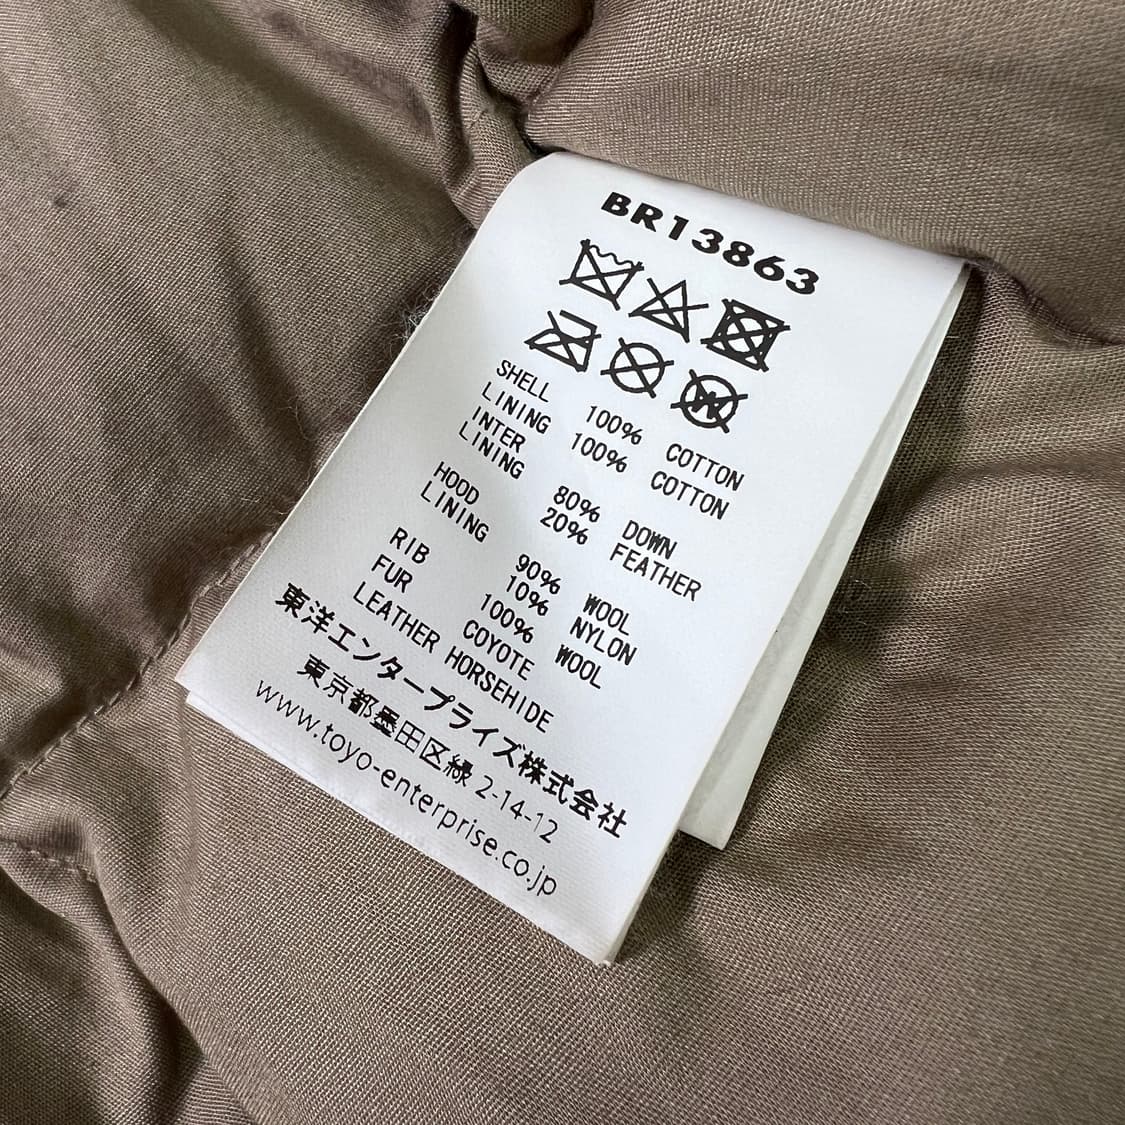 BR13863
SHELL 100% COTTON
LINING 100% COTTON
INTER 80% DOWN
LINING 20% FEATHER
HOOD 90% WOOL
LINING 10% NYLON
RIB 100% WOOL
FUR COYOTE
LEATHER HORSEHIDE
東洋エンタープライズ株式会社
東京都墨田区緑 2-14-12
www.toyo-enterprise.co.jp